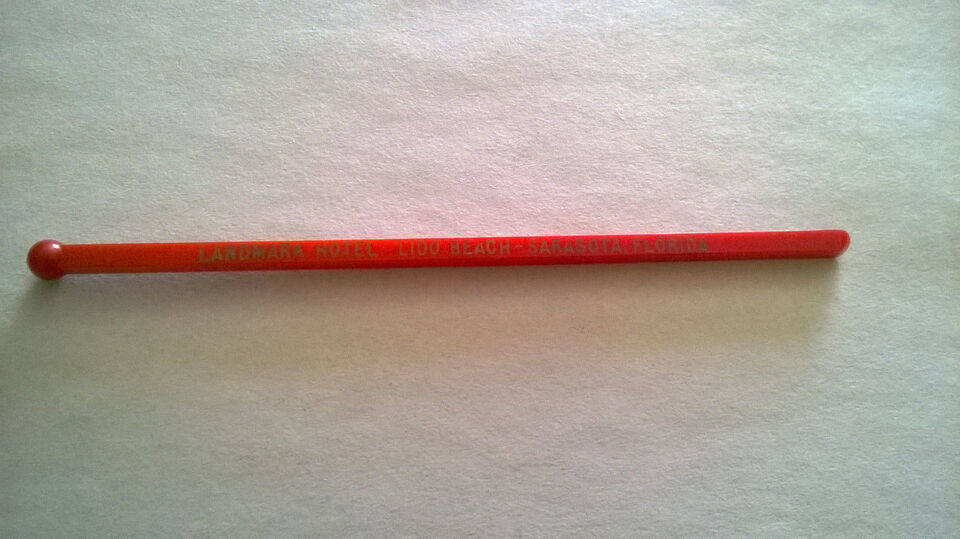 LANDMARK HOTEL LIDO BEACH-SARASOTA FLORIDA